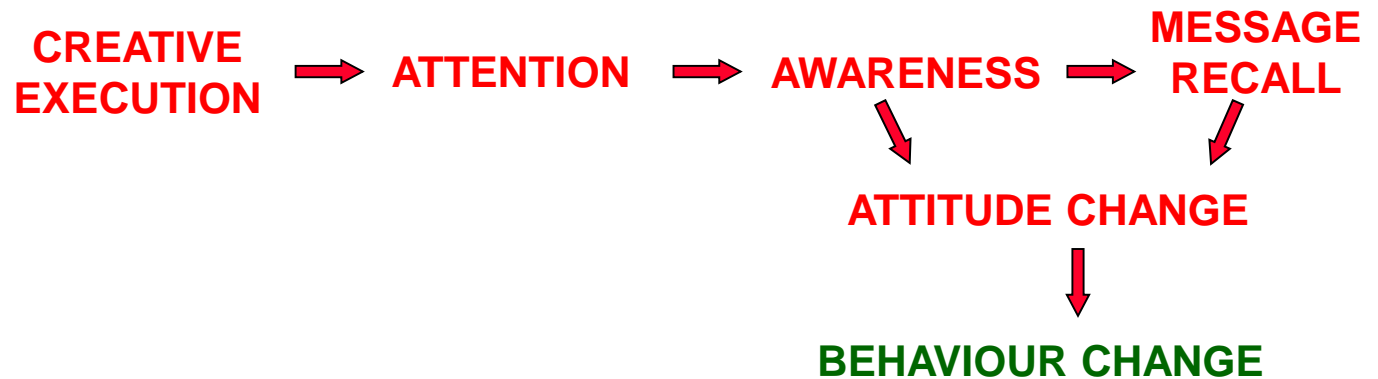 CREATIVE
EXECUTION
ATTENTION
AWARENESS
MESSAGE
RECALL
ATTITUDE CHANGE
BEHAVIOUR CHANGE